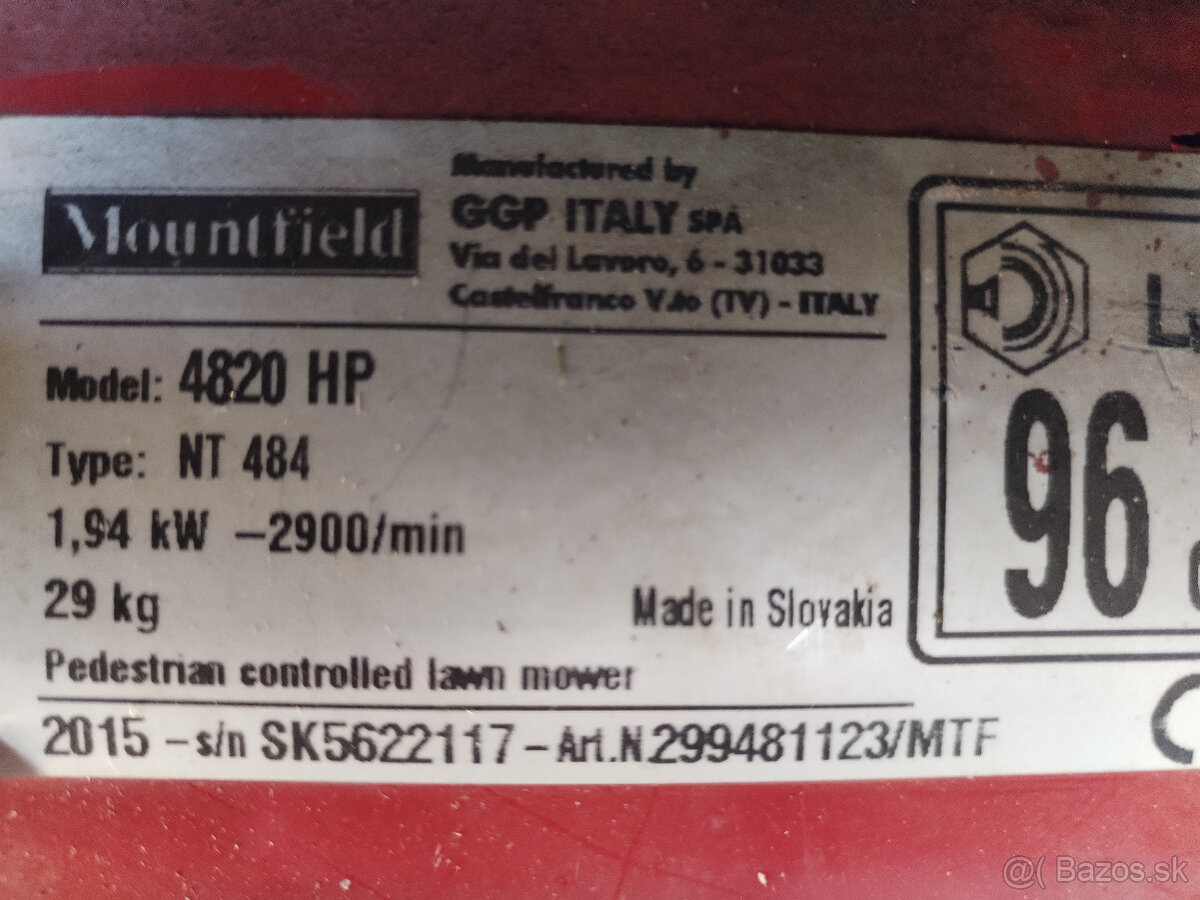 Mountfield
Manufactured by
GGP ITALY SPA
Via del Lavoro, 6 - 31033
Castelfranco V.to (TV) - ITALY
Model: 4820 HP
Type: NT 484
1,94 kW -2900/min
29 kg
Made in Slovakia
Pedestrian controlled lawn mower
2015 - s/n SK5622117 - Art.N.299481123/MTF
L
96
@( Bazos.sk